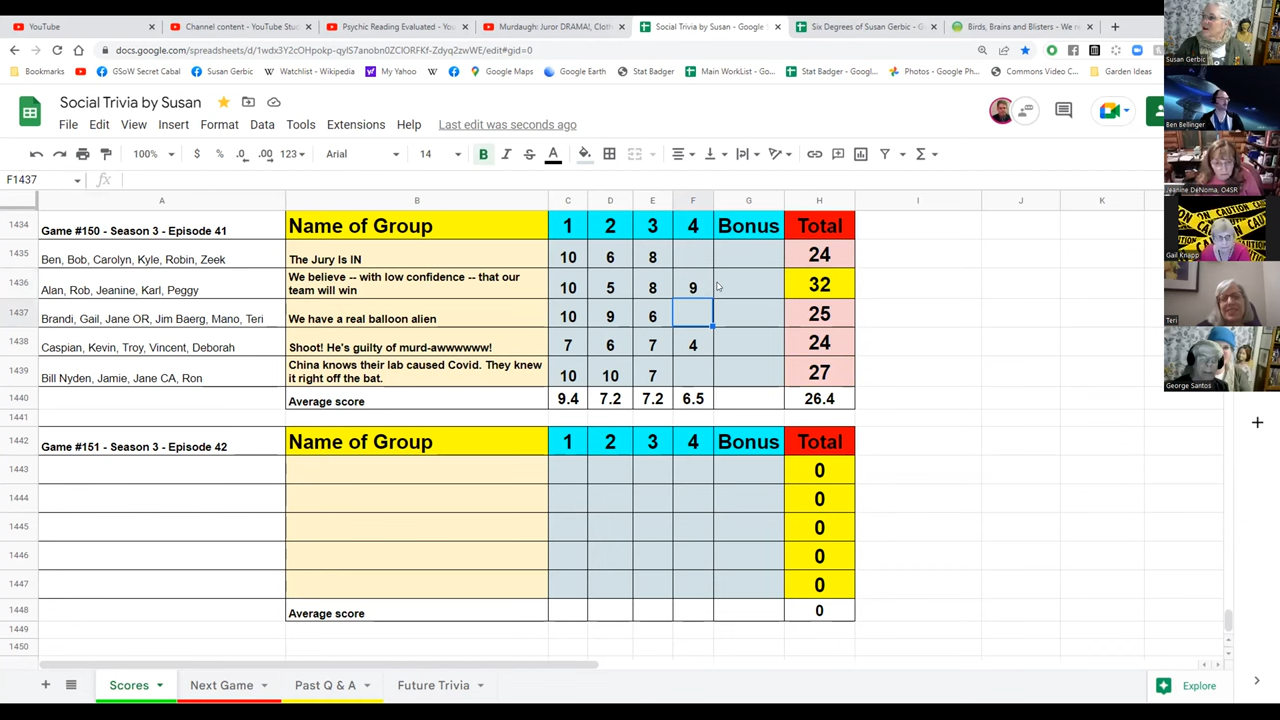 YouTube
Channel content - YouTube Stu
Psychic Reading Evaluated - You
Murdaugh: Juror DRAMA!, Cloth
Social Trivia by Susan - Google S
Six Degrees of Susan Gerbic - G
Birds, Brains and Blisters - We r
docs.google.com/spreadsheets/d/1wdx3Y2cOHpokp-qyIS7anobn0ZClORFKf-Zdyq2zwWE/edit#gid=0
Bookmarks
GSoW Secret Cabal
Susan Gerbic
Watchlist - Wikipedia
My Yahoo
Google Maps
Google Earth
Stat Badger
Main WorkList - Go...
Stat Badger - Googl...
Photos - Google Ph...
Commons Video C...
Garden Ideas
Social Trivia by Susan
File Edit View Insert Format Data Tools Extensions Help Last edit was seconds ago
100% $ % .0 .00 123 Arial 14 B I S A
F1437 fx
A B C D E F G H I J K
1434 Game #150 - Season 3 - Episode 41 Name of Group 1 2 3 4 Bonus Total
1435 Ben, Bob, Carolyn, Kyle, Robin, Zeek The Jury Is IN 10 6 8 24
1436 Alan, Rob, Jeanine, Karl, Peggy We believe -- with low confidence -- that our
team will win 10 5 8 9 32
1437 Brandi, Gail, Jane OR, Jim Baerg, Mano, Teri We have a real balloon alien 10 9 6 25
1438 Caspian, Kevin, Troy, Vincent, Deborah Shoot! He's guilty of murd-awwwwww! 7 6 7 4 24
1439 Bill Nyden, Jamie, Jane CA, Ron China knows their lab caused Covid. They knew
it right off the bat. 10 10 7 27
1440 Average score 9.4 7.2 7.2 6.5 26.4
1441
1442 Game #151 - Season 3 - Episode 42 Name of Group 1 2 3 4 Bonus Total
1443 0
1444 0
1445 0
1446 0
1447 0
1448 Average score 0
1449
1450
Scores Next Game Past Q & A Future Trivia Explore
Susan Gerbic
Ben Bellinger
Jeanine DeNoma, O4SR
CAUTION
Gail Knapp
Teri
George Santos